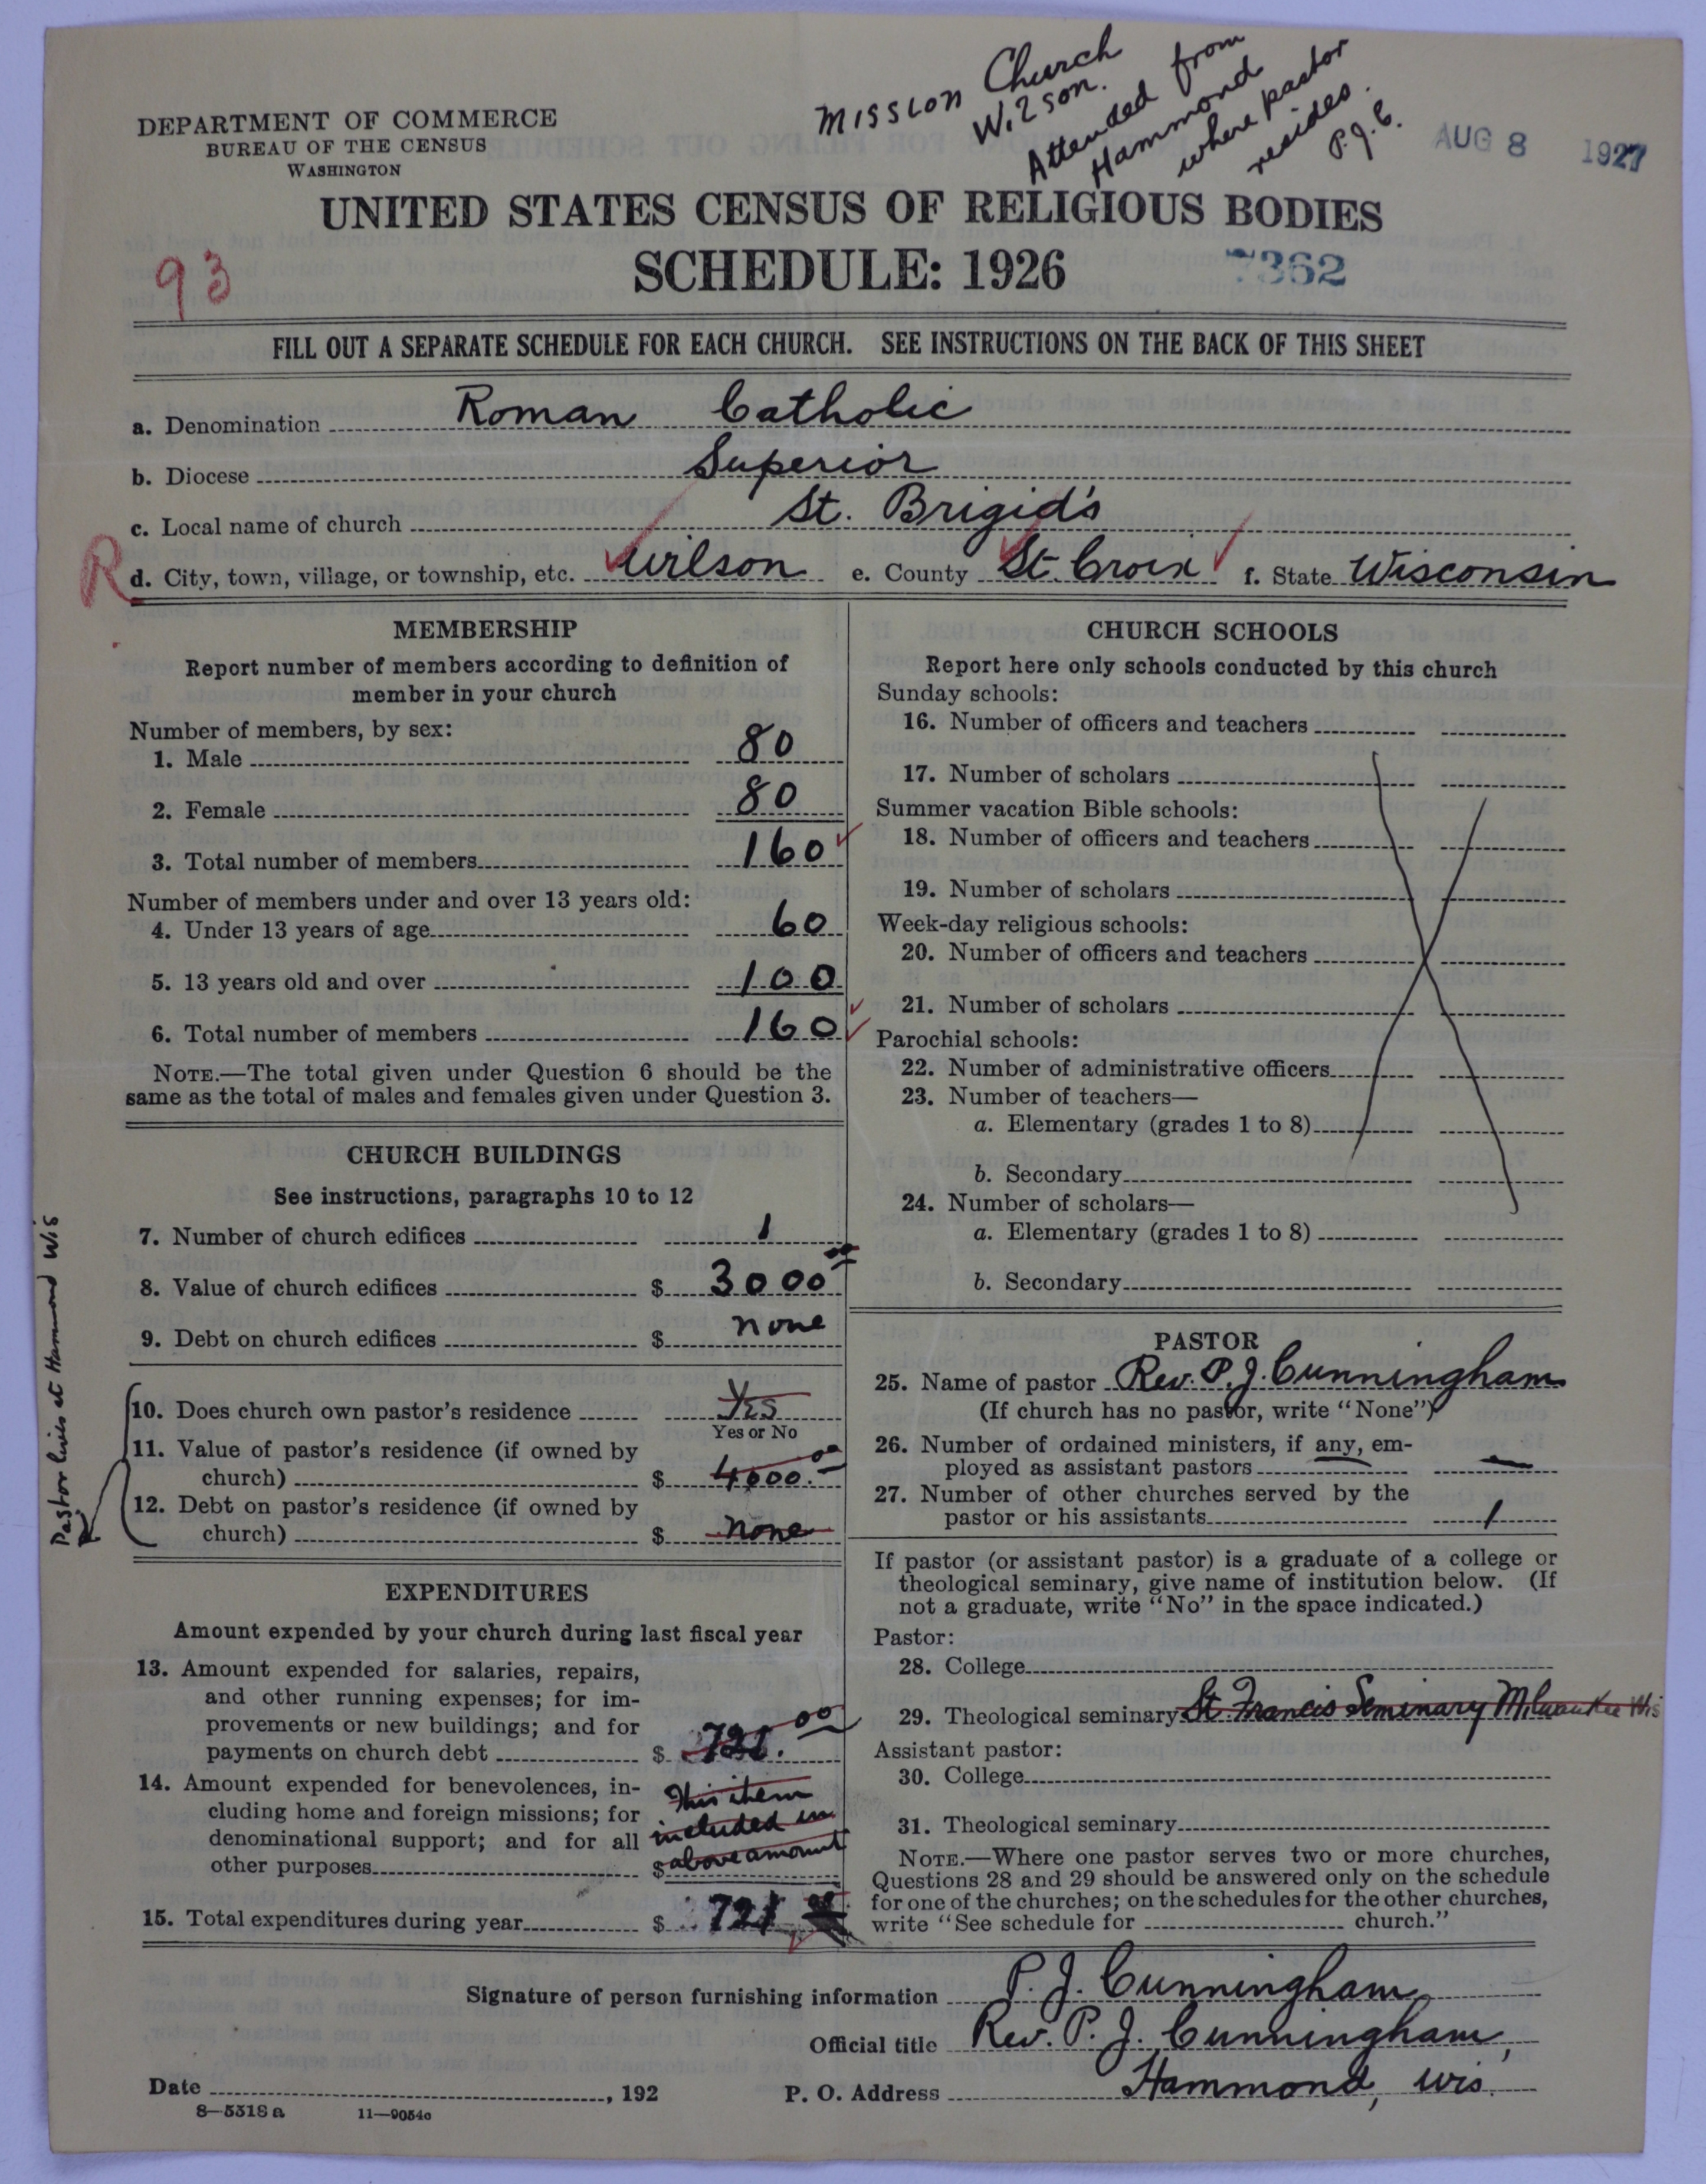 Mission Church
Wilson.
Attended from
Hammond
where pastor
resides.
P.J.C.
AUG 8 1927
DEPARTMENT OF COMMERCE
BUREAU OF THE CENSUS
WASHINGTON
UNITED STATES CENSUS OF RELIGIOUS BODIES
SCHEDULE: 1926
7362
93
FILL OUT A SEPARATE SCHEDULE FOR EACH CHURCH. SEE INSTRUCTIONS ON THE BACK OF THIS SHEET
a. Denomination Roman Catholic
b. Diocese Superior
c. Local name of church St. Brigid's
R
d. City, town, village, or township, etc. Wilson e. County St. Croix f. State Wisconsin
MEMBERSHIP
Report number of members according to definition of
member in your church
Number of members, by sex:
1. Male 80
2. Female 80
3. Total number of members 160
Number of members under and over 13 years old:
4. Under 13 years of age 60
5. 13 years old and over 100
6. Total number of members 160
NOTE.—The total given under Question 6 should be the
same as the total of males and females given under Question 3.
CHURCH BUILDINGS
See instructions, paragraphs 10 to 12
7. Number of church edifices 1
8. Value of church edifices $ 3000 00
9. Debt on church edifices $ none
Pastor lives at Hammond Wis
10. Does church own pastor's residence Yes
Yes or No
11. Value of pastor's residence (if owned by
church) $ 4000.00
12. Debt on pastor's residence (if owned by
church) $ none
EXPENDITURES
Amount expended by your church during last fiscal year
13. Amount expended for salaries, repairs,
and other running expenses; for im-
provements or new buildings; and for
payments on church debt $ 721.00
14. Amount expended for benevolences, in-
cluding home and foreign missions; for
denominational support; and for all
other purposes $
This item
included in
above amount
15. Total expenditures during year $ 721
CHURCH SCHOOLS
Report here only schools conducted by this church
Sunday schools:
16. Number of officers and teachers
17. Number of scholars
Summer vacation Bible schools:
18. Number of officers and teachers
19. Number of scholars
Week-day religious schools:
20. Number of officers and teachers
21. Number of scholars
Parochial schools:
22. Number of administrative officers
23. Number of teachers—
a. Elementary (grades 1 to 8)
b. Secondary
24. Number of scholars—
a. Elementary (grades 1 to 8)
b. Secondary
PASTOR
25. Name of pastor Rev. P. J. Cunningham
(If church has no pastor, write "None")
26. Number of ordained ministers, if any, em-
ployed as assistant pastors —
27. Number of other churches served by the
pastor or his assistants 1
If pastor (or assistant pastor) is a graduate of a college or
theological seminary, give name of institution below. (If
not a graduate, write "No" in the space indicated.)
Pastor:
28. College
29. Theological seminary St. Francis Seminary Milwaukee Wis
Assistant pastor:
30. College
31. Theological seminary
NOTE.—Where one pastor serves two or more churches,
Questions 28 and 29 should be answered only on the schedule
for one of the churches; on the schedules for the other churches,
write "See schedule for church."
Signature of person furnishing information P. J. Cunningham
Official title Rev. P. J. Cunningham,
Date , 192 P. O. Address Hammond, Wis.
8—5318 a 11—9054a